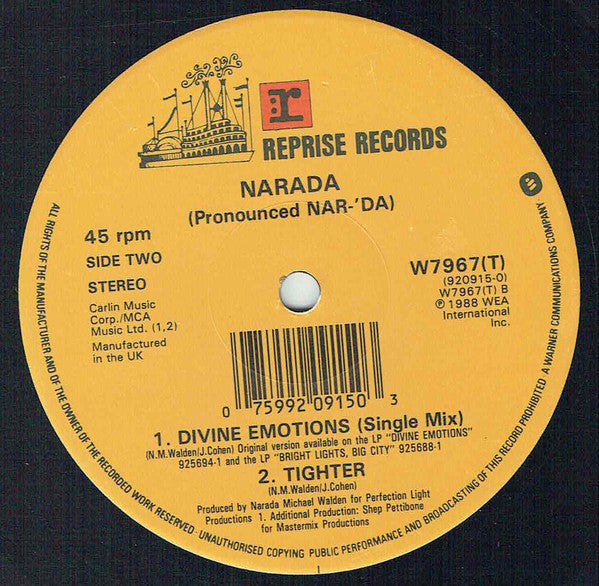 r
REPRISE RECORDS
NARADA
(Pronounced NAR-'DA)
45 rpm
SIDE TWO
STEREO
Carlin Music
Corp./MCA
Music Ltd. (1,2)
Manufactured
in the UK
W7967(T)
(920915-0)
W7967(T) B
℗ 1988 WEA
International
Inc.
0 75992 09150 3
1. DIVINE EMOTIONS (Single Mix)
(N.M.Walden/J.Cohen) Original version available on the LP "DIVINE EMOTIONS"
925694-1 and the LP "BRIGHT LIGHTS, BIG CITY" 925688-1
2. TIGHTER
(N.M.Walden/J.Cohen)
Produced by Narada Michael Walden for Perfection Light
Productions 1. Additional Production: Shep Pettibone
for Mastermix Productions
ALL RIGHTS OF THE MANUFACTURER AND OF THE OWNER OF THE RECORDED WORK RESERVED · UNAUTHORISED COPYING PUBLIC PERFORMANCE AND BROADCASTING OF THIS RECORD PROHIBITED A WARNER COMMUNICATIONS COMPANY